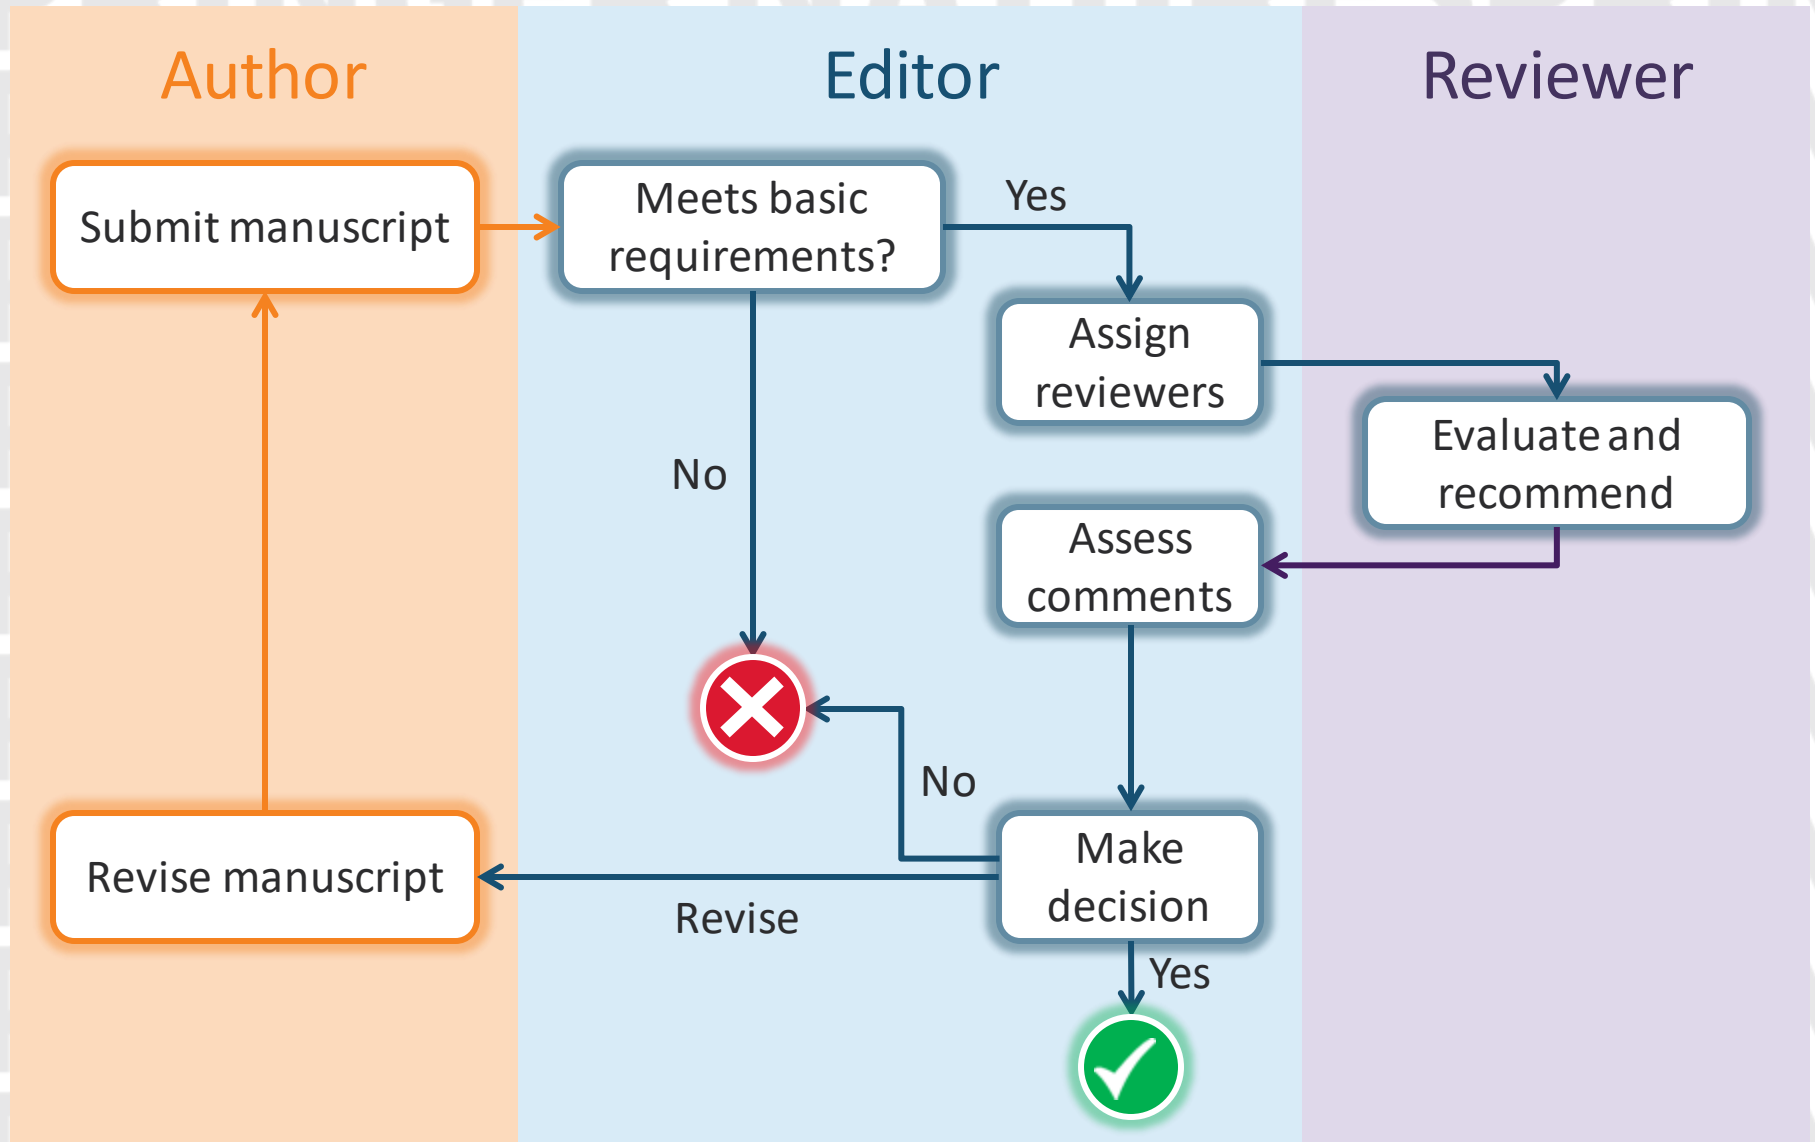 Author
Editor
Reviewer
Submit manuscript
Meets basic
requirements?
Yes
Assign
reviewers
Evaluate and
recommend
No
Assess
comments
No
Make
decision
Revise manuscript
Revise
Yes